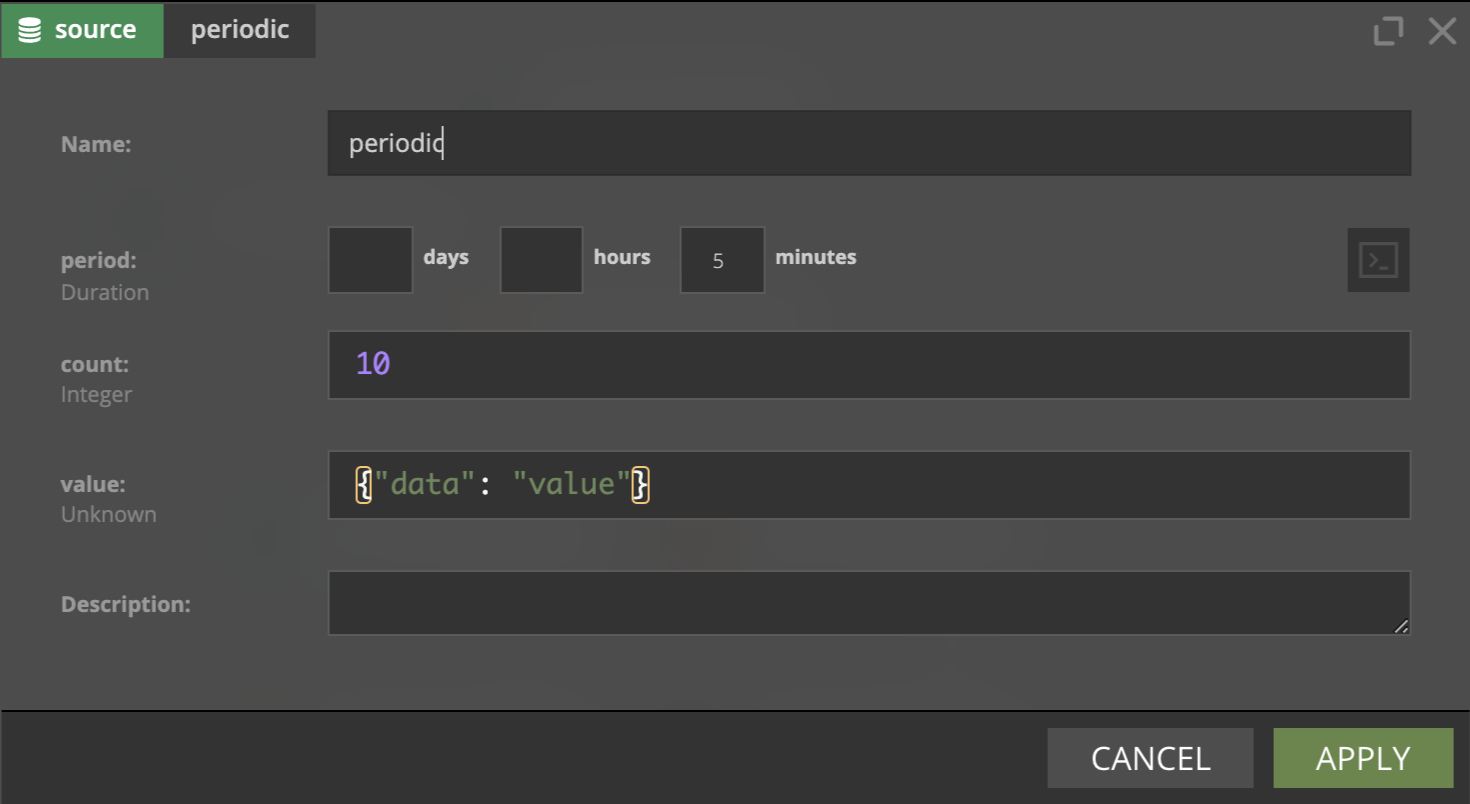 source periodic
Name: periodic
period: days hours 5 minutes
Duration
count: 10
Integer
value: {"data": "value"}
Unknown
Description:
CANCEL APPLY